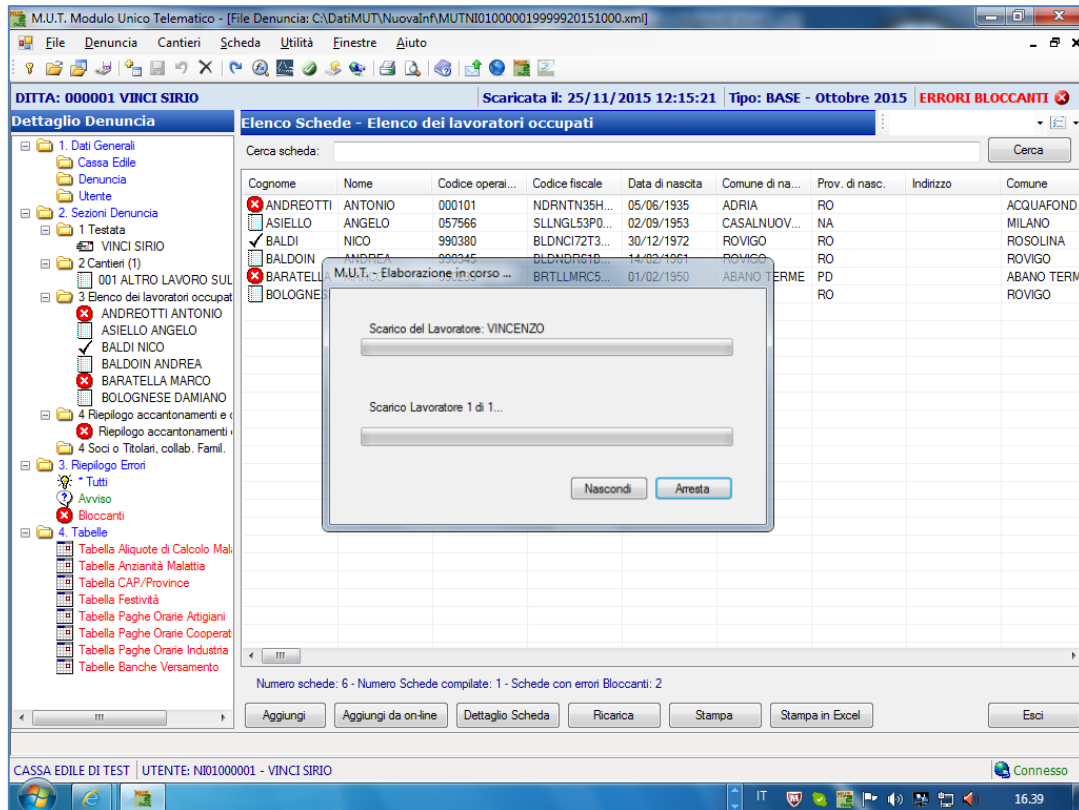 M.U.T. Modulo Unico Telematico - [File Denuncia: C:\DatiMUT\NuovaInf\MUTNI01000001999992015​1000.xml]
File Denuncia Cantieri Scheda Utilità Finestre Aiuto
DITTA: 000001 VINCI SIRIO Scaricata il: 25/11/2015 12:15:21 Tipo: BASE - Ottobre 2015 ERRORI BLOCCANTI
Dettaglio Denuncia
Elenco Schede - Elenco dei lavoratori occupati
1. Dati Generali
Cassa Edile
Denuncia
Utente
2. Sezioni Denuncia
1 Testata
VINCI SIRIO
2 Cantieri (1)
001 ALTRO LAVORO SUL
3 Elenco dei lavoratori occupat
ANDREOTTI ANTONIO
ASIELLO ANGELO
BALDI NICO
BALDOIN ANDREA
BARATELLA MARCO
BOLOGNESE DAMIANO
4 Riepilogo accantonamenti e c
Riepilogo accantonamenti
4 Soci o Titolari, collab. Famil.
3. Riepilogo Errori
* Tutti
Avviso
Bloccanti
4. Tabelle
Tabella Aliquote di Calcolo Mala
Tabella Anzianità Malattia
Tabella CAP/Province
Tabella Festività
Tabella Paghe Orarie Artigiani
Tabella Paghe Orarie Cooperat
Tabella Paghe Orarie Industria
Tabelle Banche Versamento
Cerca scheda: Cerca
Cognome Nome Codice operai... Codice fiscale Data di nascita Comune di na... Prov. di nasc. Indirizzo Comune
ANDREOTTI ANTONIO 000101 NDRNTN35H... 05/06/1935 ADRIA RO ACQUAFOND
ASIELLO ANGELO 057566 SLLNGL53P0... 02/09/1953 CASALNUOV... NA MILANO
BALDI NICO 990380 BLDNCI72T3... 30/12/1972 ROVIGO RO ROSOLINA
BALDOIN ANDREA 990345 BLDNDR61B... 14/02/1961 ROVIGO RO ROVIGO
BARATELLA MARCO BRTLLMRC5... 01/02/1950 ABANO TERME PD ABANO TERM
BOLOGNES RO ROVIGO
M.U.T. - Elaborazione in corso ...
Scarico del Lavoratore: VINCENZO
Scarico Lavoratore 1 di 1...
Nascondi Arresta
Numero schede: 6 - Numero Schede compilate: 1 - Schede con errori Bloccanti: 2
Aggiungi Aggiungi da on-line Dettaglio Scheda Ricarica Stampa Stampa in Excel Esci
CASSA EDILE DI TEST UTENTE: NI01000001 - VINCI SIRIO Connesso
IT 16.39